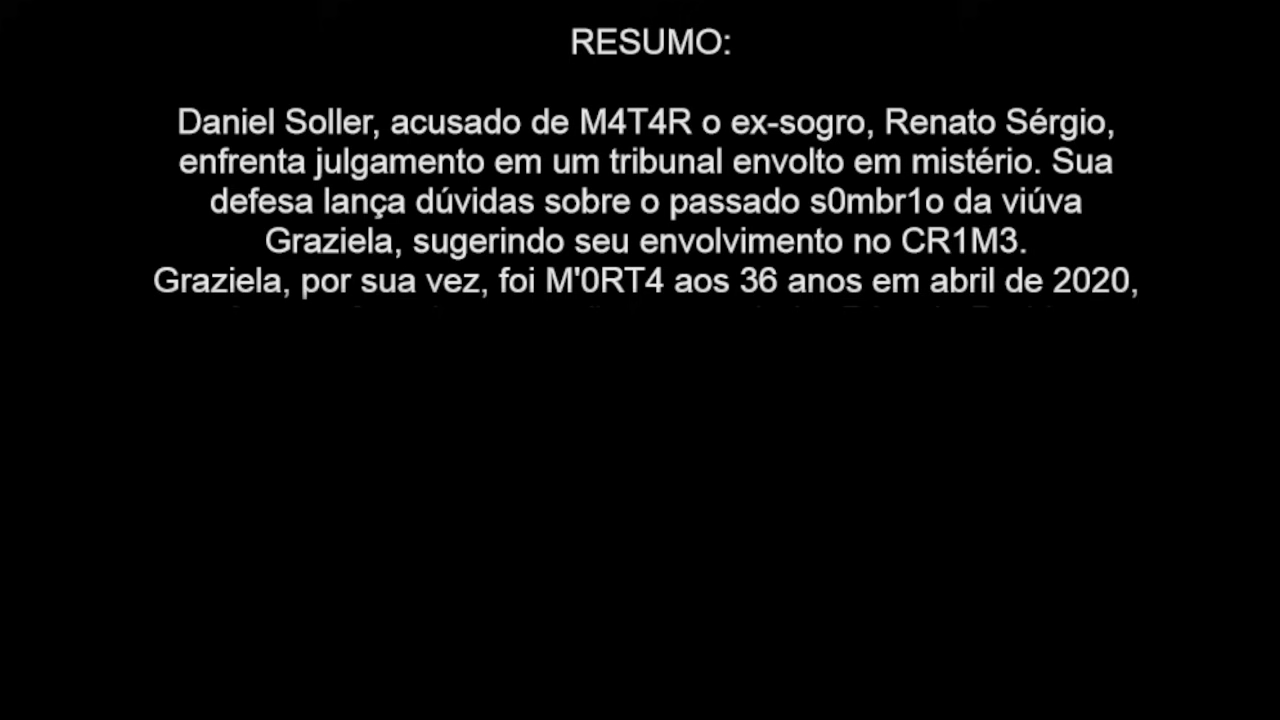 RESUMO:
Daniel Soller, acusado de M4T4R o ex-sogro, Renato Sérgio,
enfrenta julgamento em um tribunal envolto em mistério. Sua
defesa lança dúvidas sobre o passado s0mbr1o da viúva
Graziela, sugerindo seu envolvimento no CR1M3.
Graziela, por sua vez, foi M'0RT4 aos 36 anos em abril de 2020,